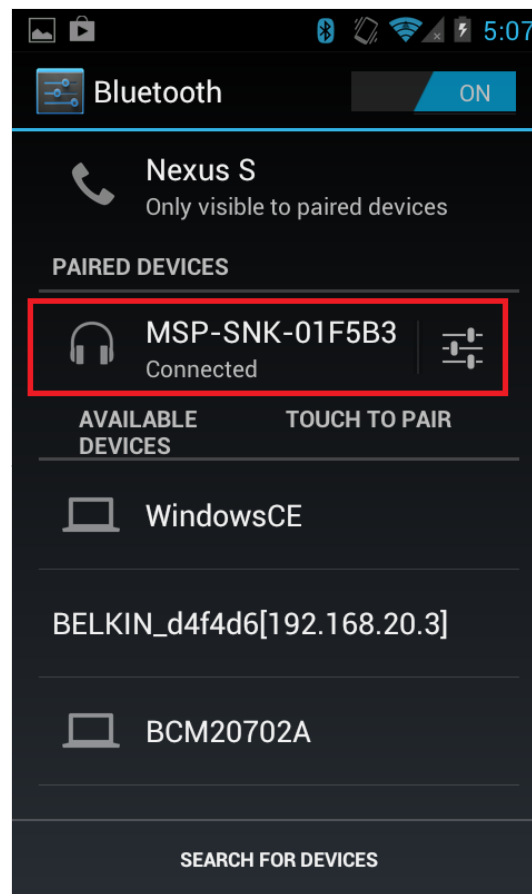 5:07
Bluetooth
ON
Nexus S
Only visible to paired devices
PAIRED DEVICES
MSP-SNK-01F5B3
Connected
AVAILABLE DEVICES
TOUCH TO PAIR
WindowsCE
BELKIN_d4f4d6[192.168.20.3]
BCM20702A
SEARCH FOR DEVICES